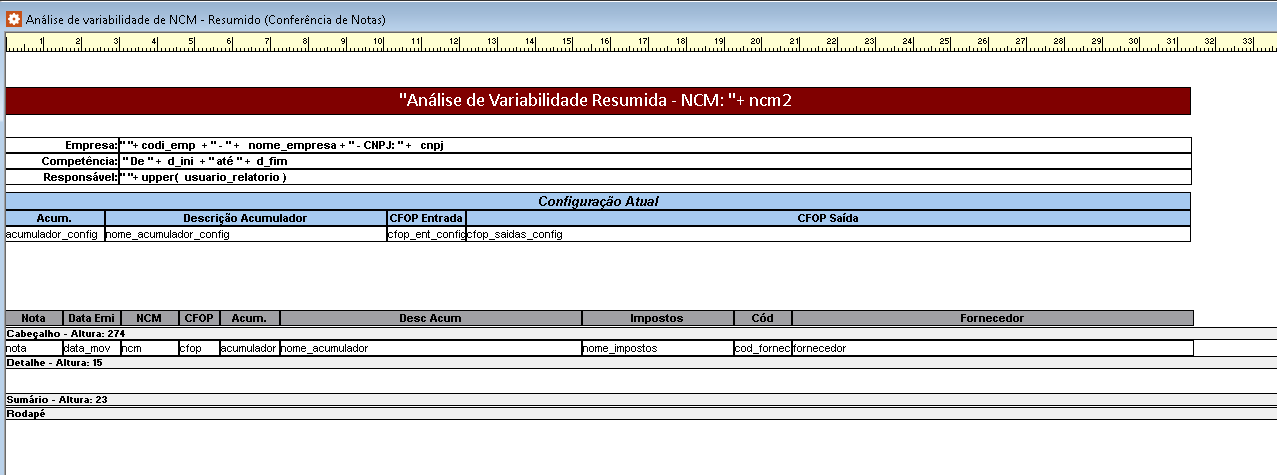 Análise de variabilidade de NCM - Resumido (Conferência de Notas)
1 2 3 4 5 6 7 8 9 10 11 12 13 14 15 16 17 18 19 20 21 22 23 24 25 26 27 28 29 30 31 32 33
"Análise de Variabilidade Resumida - NCM: "+ ncm2
Empresa: " "+ codi_emp + " - " + nome_empresa + " - CNPJ: " + cnpj
Competência: " De " + d_ini + " até " + d_fim
Responsável: " "+ upper( usuario_relatorio )
Configuração Atual
Acum. Descrição Acumulador CFOP Entrada CFOP Saída
acumulador_config nome_acumulador_config cfop_ent_config cfop_saidas_config
Nota Data Emi NCM CFOP Acum. Desc Acum Impostos Cód Fornecedor
Cabeçalho - Altura: 274
nota data_mov ncm cfop acumulador nome_acumulador nome_impostos cod_fornec fornecedor
Detalhe - Altura: 15
Sumário - Altura: 23
Rodapé